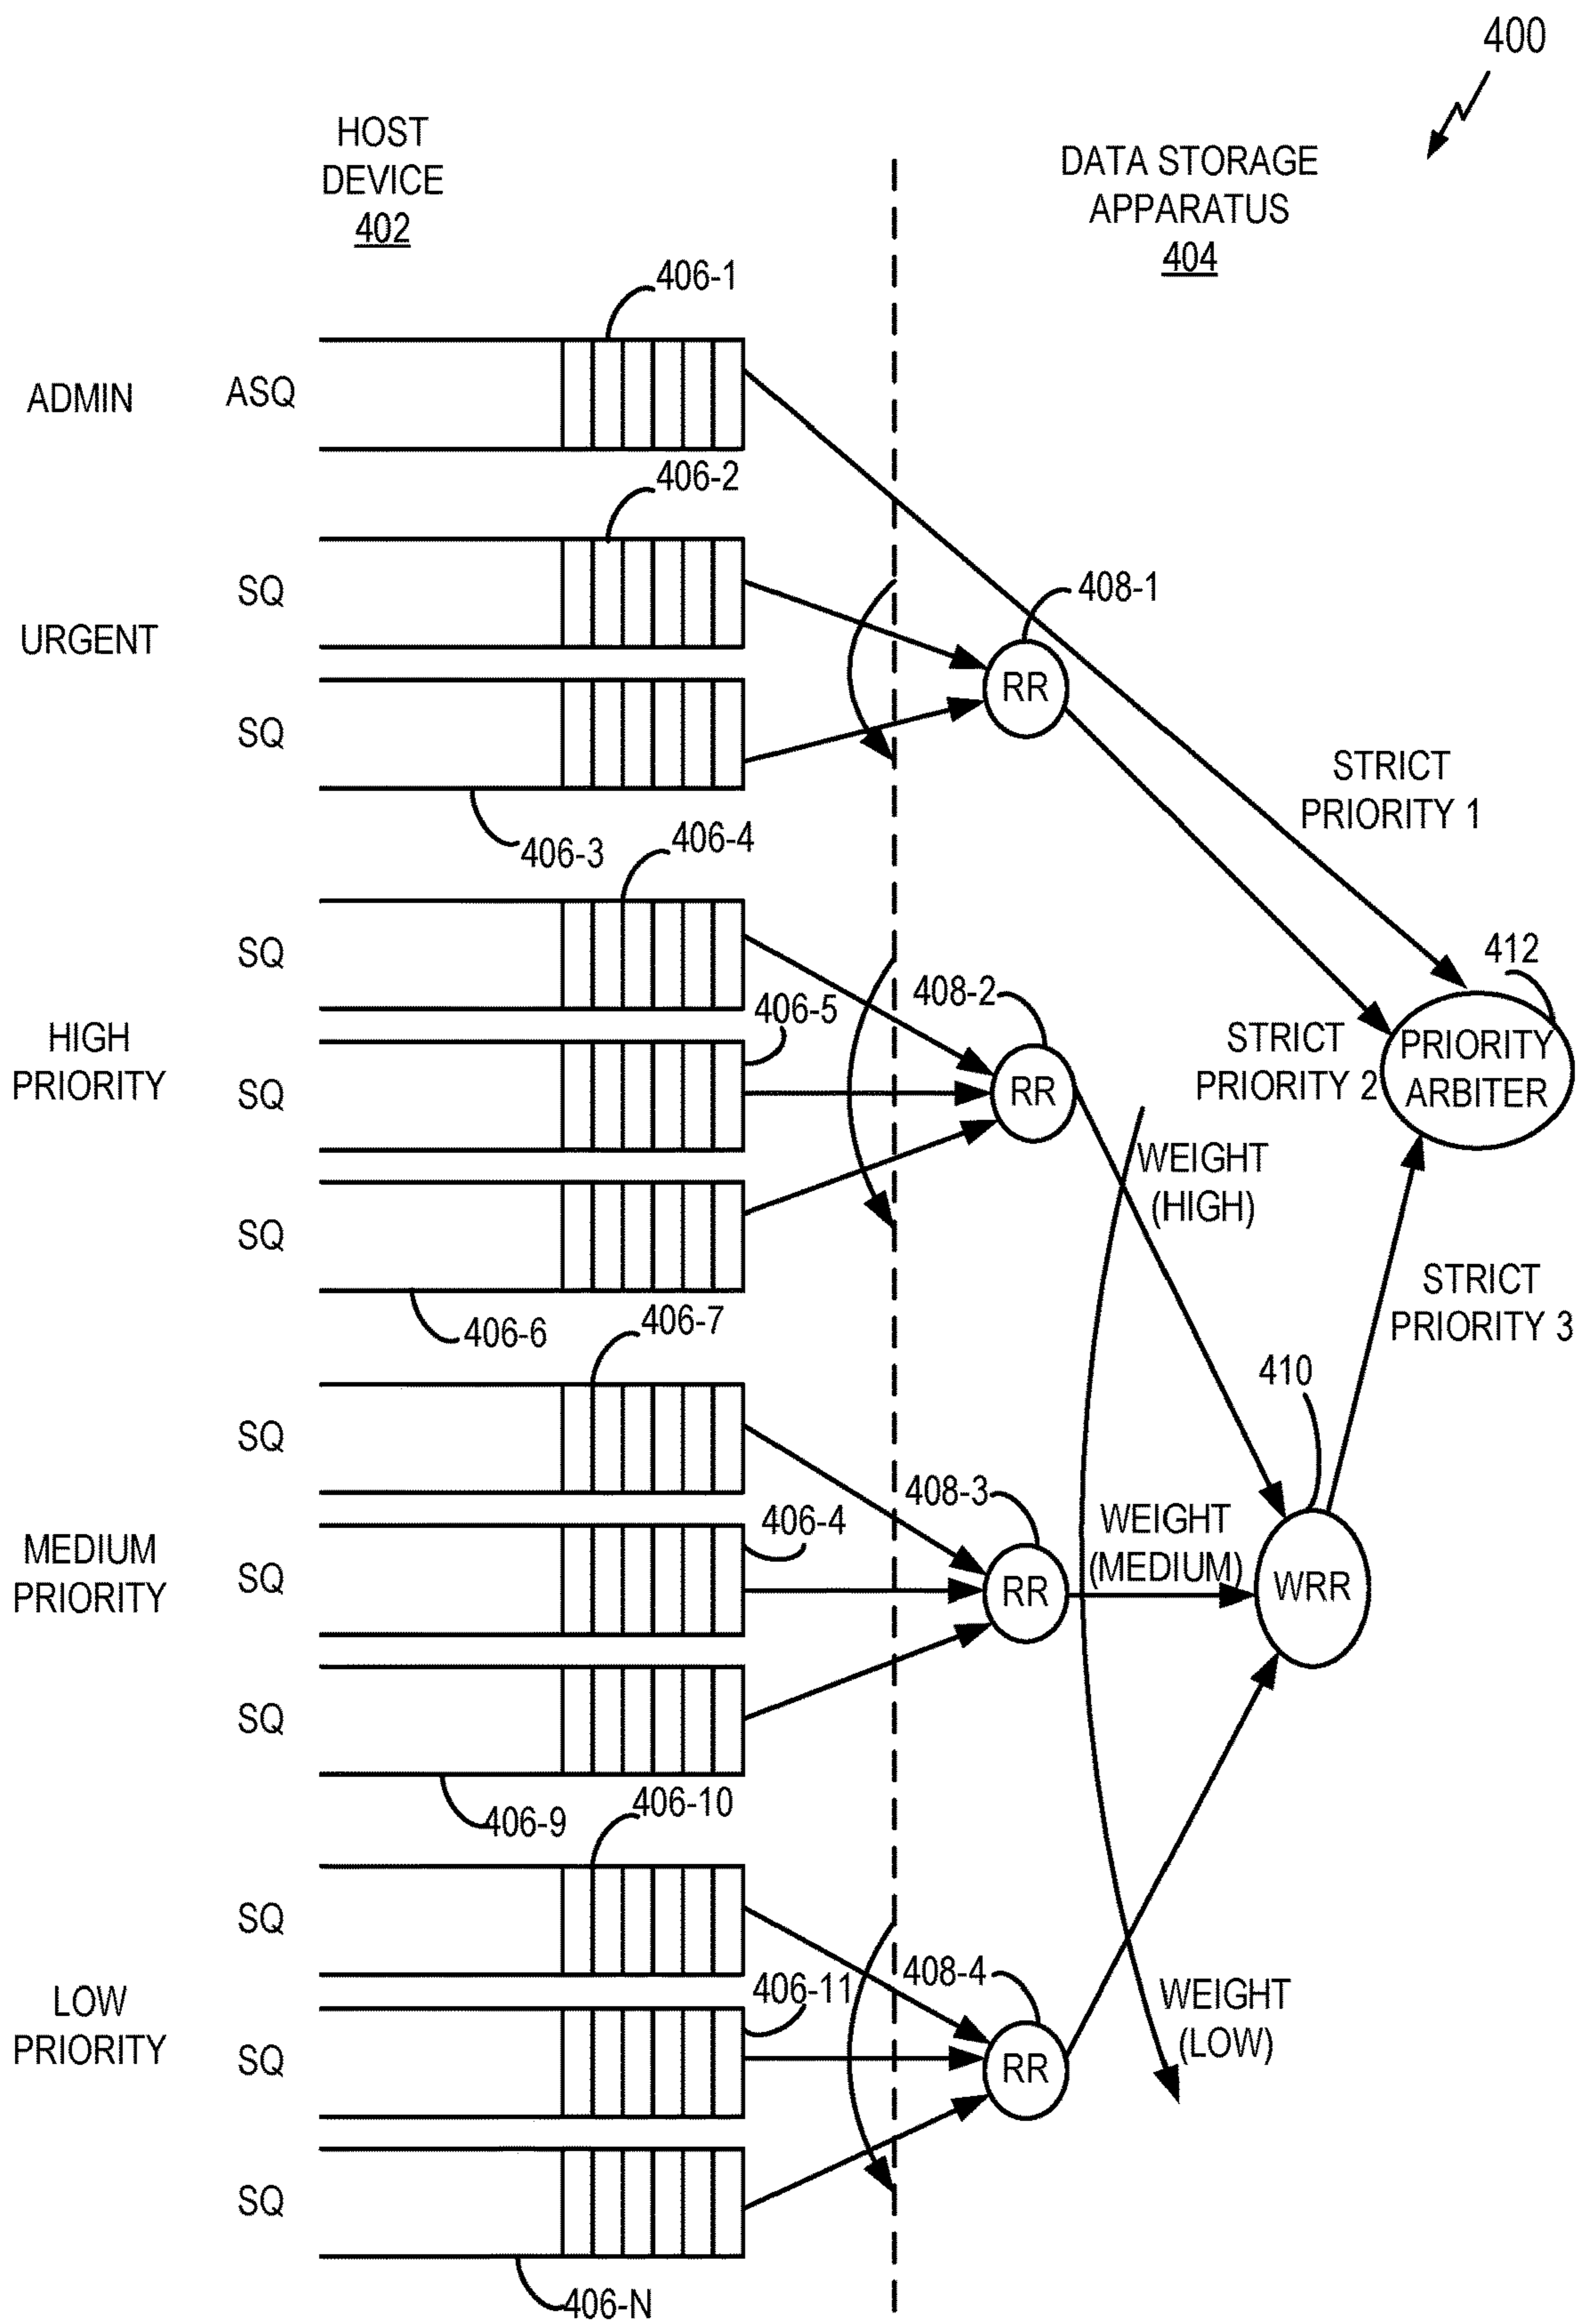 400
HOST
DEVICE
402
DATA STORAGE
APPARATUS
404
406-1
ADMIN
ASQ
406-2
URGENT
SQ
408-1
RR
SQ
406-3
STRICT
PRIORITY 1
406-4
SQ
HIGH
PRIORITY
406-5
SQ
408-2
RR
412
STRICT
PRIORITY 2
PRIORITY
ARBITER
WEIGHT
(HIGH)
SQ
406-6
STRICT
PRIORITY 3
406-7
SQ
410
MEDIUM
PRIORITY
406-4
SQ
408-3
RR
WEIGHT
(MEDIUM)
WRR
SQ
406-9
406-10
SQ
LOW
PRIORITY
406-11
SQ
408-4
RR
WEIGHT
(LOW)
SQ
406-N